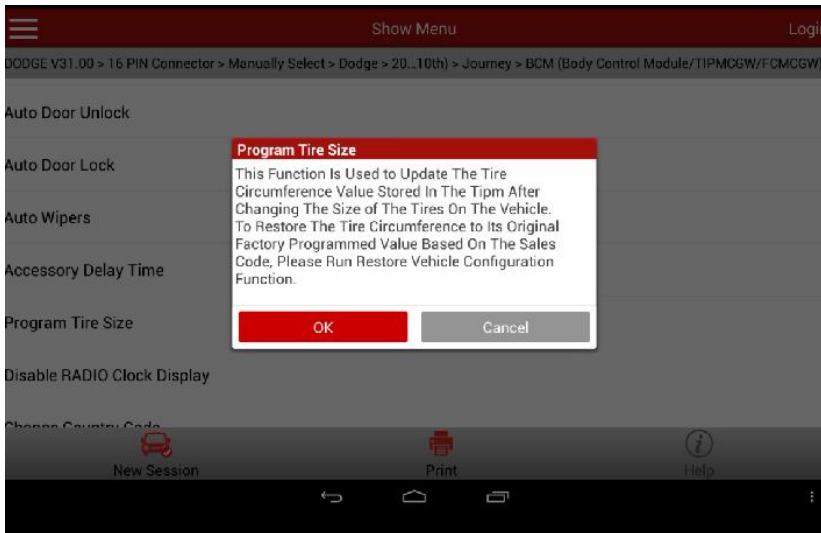 Show Menu
Login
DODGE V31.00 > 16 PIN Connector > Manually Select > Dodge > 20...10th) > Journey > BCM (Body Control Module/TIPMCGW/FCMCGW)
Auto Door Unlock
Auto Door Lock
Auto Wipers
Accessory Delay Time
Program Tire Size
Disable RADIO Clock Display
Change Country Code
Program Tire Size
This Function Is Used to Update The Tire
Circumference Value Stored In The Tipm After
Changing The Size of The Tires On The Vehicle.
To Restore The Tire Circumference to Its Original
Factory Programmed Value Based On The Sales
Code, Please Run Restore Vehicle Configuration
Function.
OK
Cancel
New Session
Print
Help